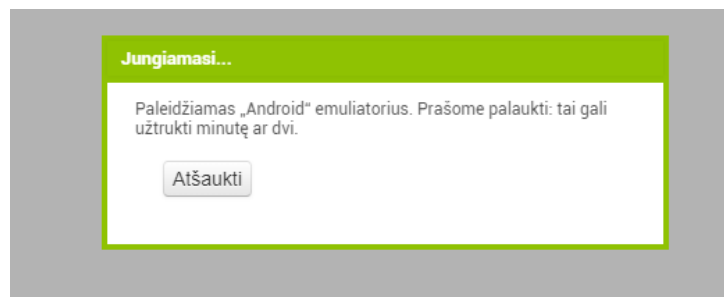 Jungiamasi...
Paleidžiamas „Android“ emuliatorius. Prašome palaukti: tai gali
užtrukti minutę ar dvi.
Atšaukti